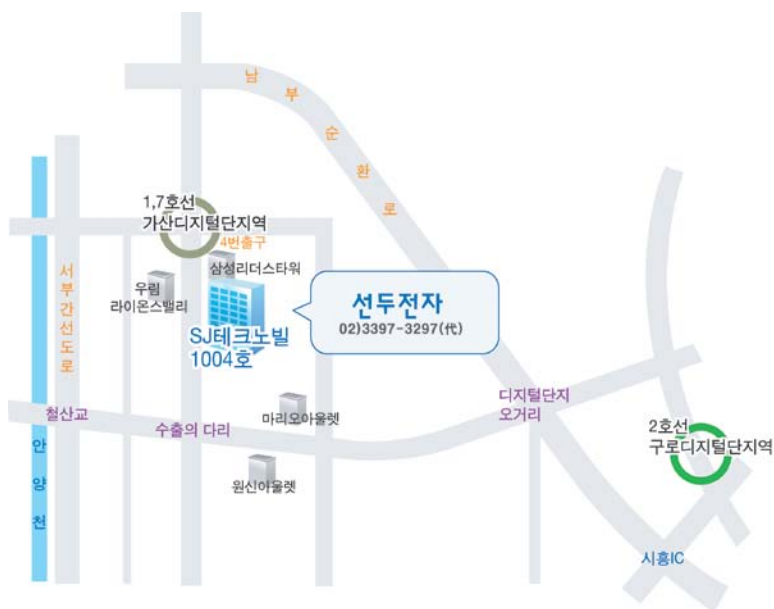 남부순환로
1,7호선
가산디지털단지역
4번출구
삼성리더스타워
우림
라이온스밸리
서부간선도로
선두전자
02)3397-3297(代)
SJ테크노빌
1004호
디지털단지
오거리
마리오아울렛
철산교
수출의 다리
2호선
구로디지털단지역
안양천
원신아울렛
시흥IC